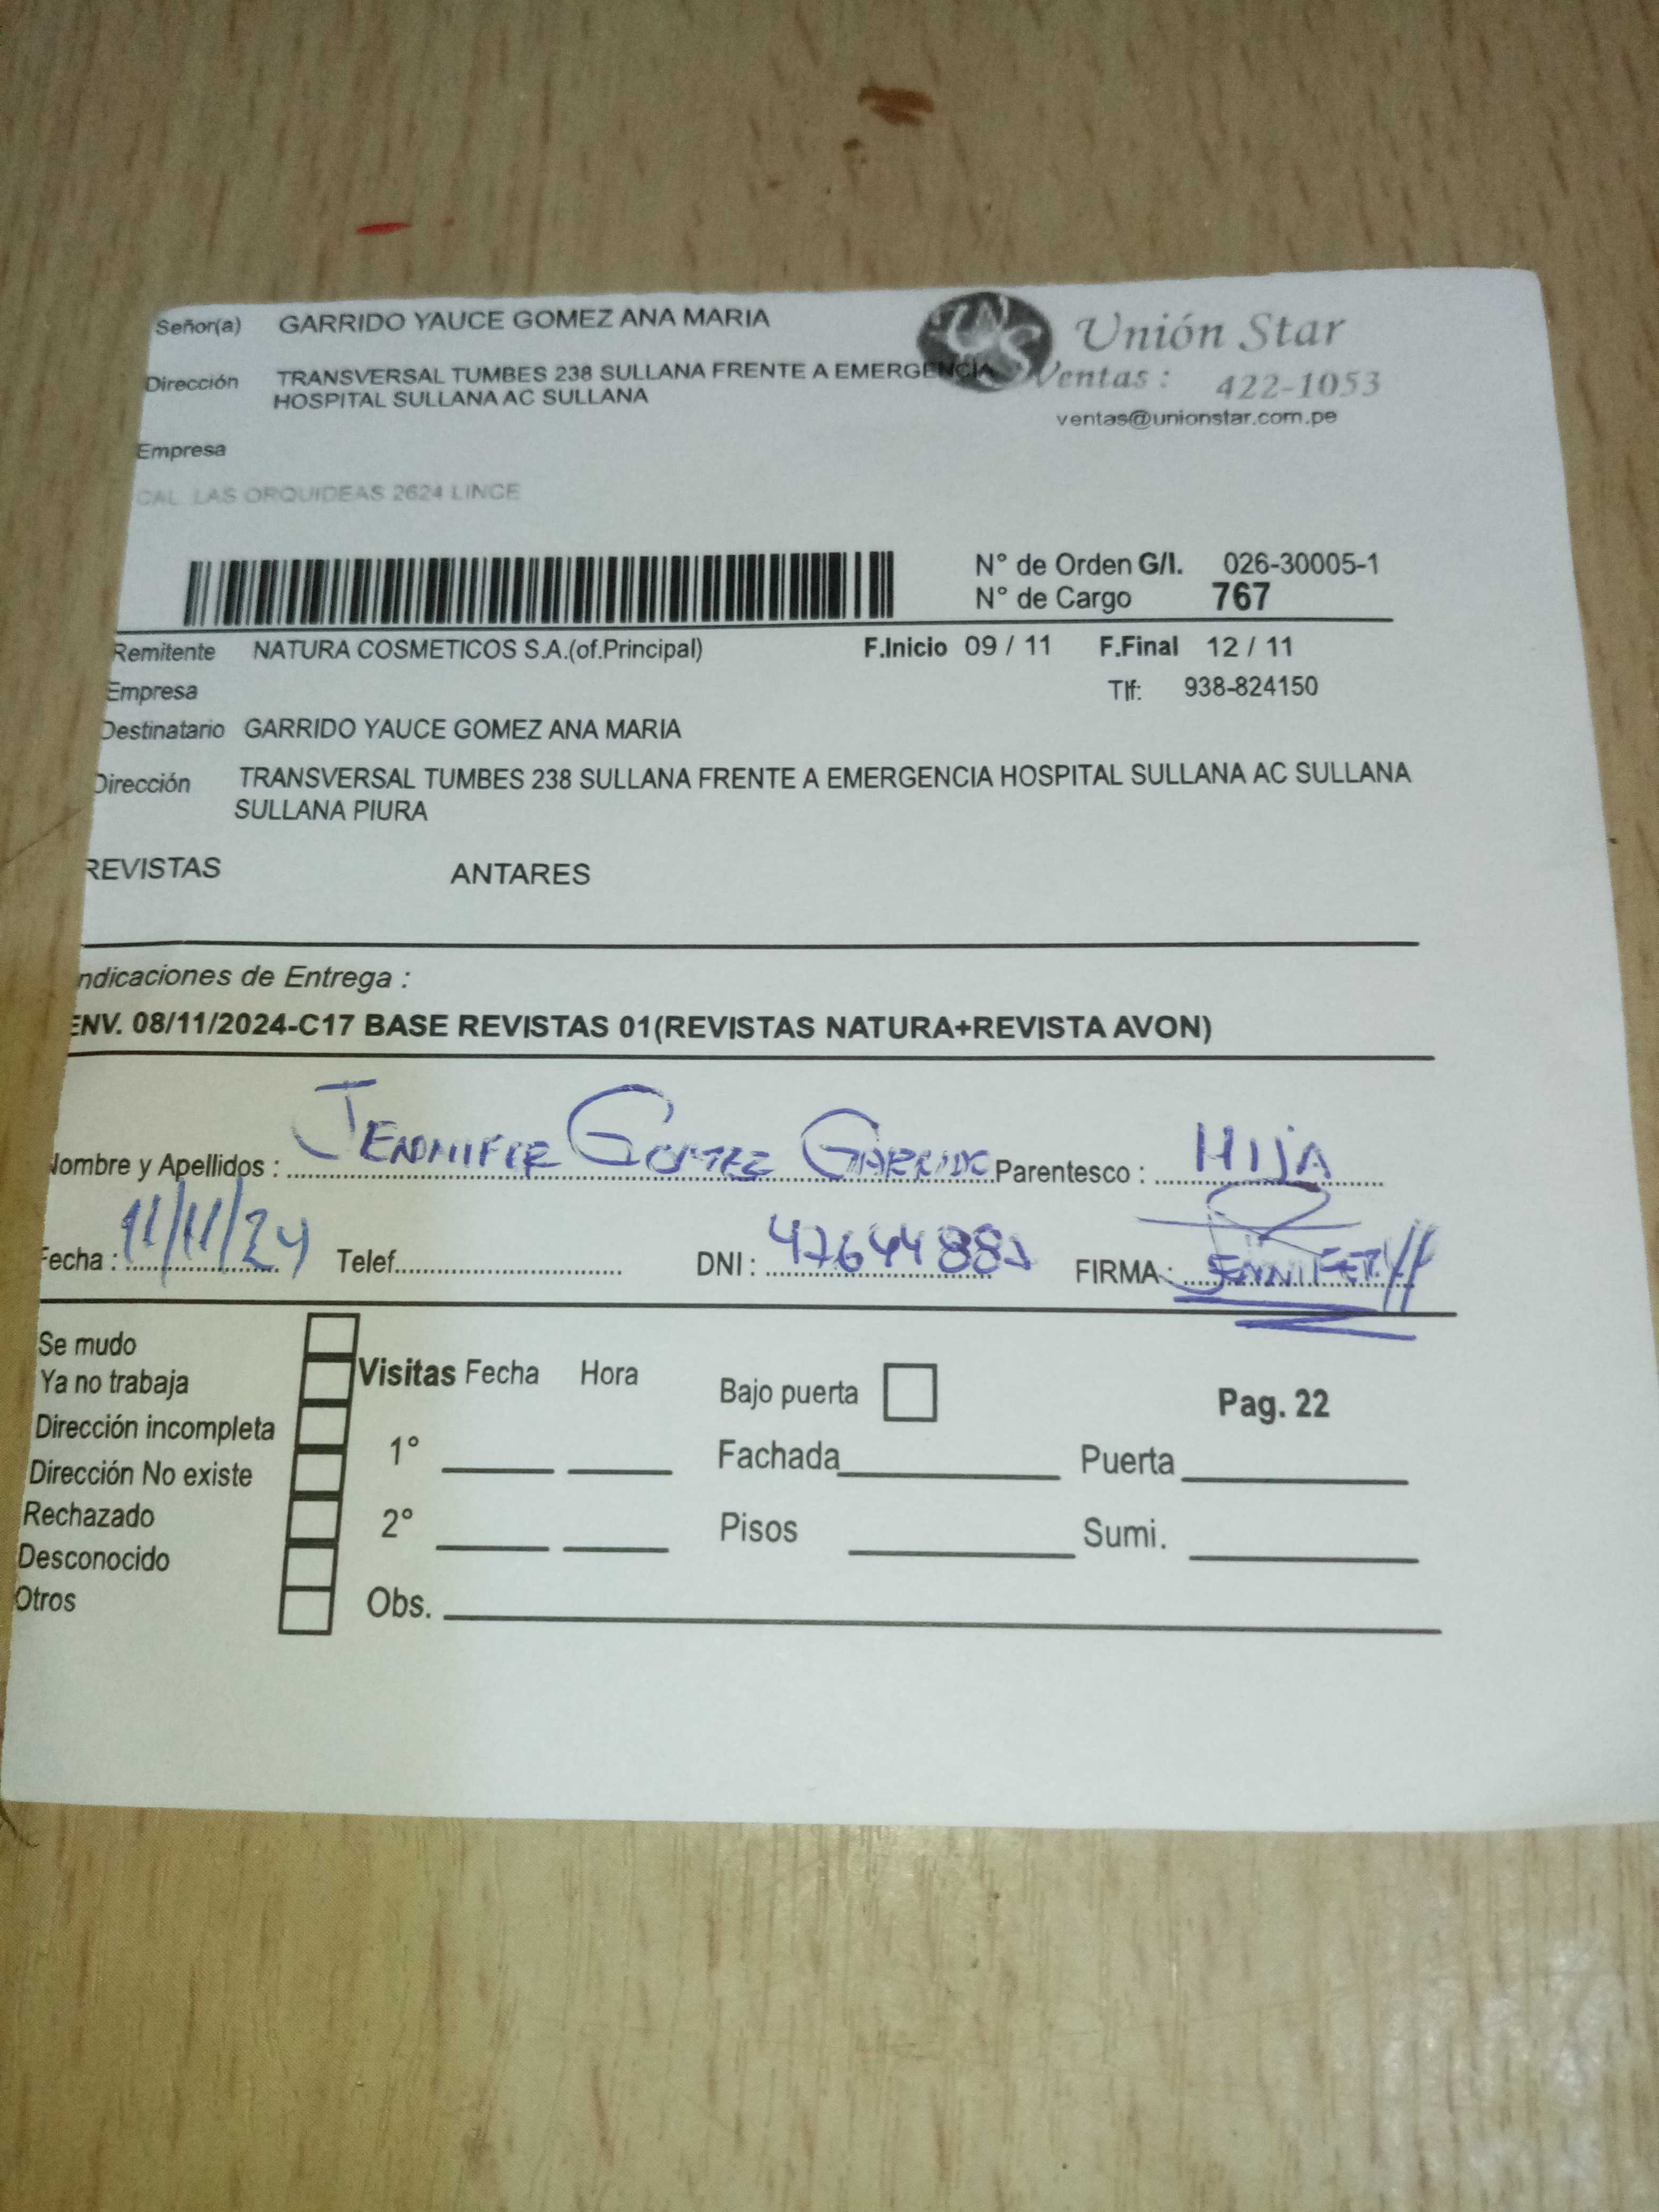 Señor(a) GARRIDO YAUCE GOMEZ ANA MARIA
Unión Star
Dirección TRANSVERSAL TUMBES 238 SULLANA FRENTE A EMERGENCIA
HOSPITAL SULLANA AC SULLANA
Ventas : 422-1053
ventas@unionstar.com.pe
Empresa
CAL LAS ORQUIDEAS 2624 LINCE
N° de Orden G/I. 026-30005-1
N° de Cargo 767
Remitente NATURA COSMETICOS S.A.(of.Principal) F.Inicio 09 / 11 F.Final 12 / 11
Empresa Tlf: 938-824150
Destinatario GARRIDO YAUCE GOMEZ ANA MARIA
Dirección TRANSVERSAL TUMBES 238 SULLANA FRENTE A EMERGENCIA HOSPITAL SULLANA AC SULLANA
SULLANA PIURA
REVISTAS ANTARES
ndicaciones de Entrega :
ENV. 08/11/2024-C17 BASE REVISTAS 01(REVISTAS NATURA+REVISTA AVON)
Nombre y Apellidos : JENNIFER GOMEZ GARRIDO Parentesco : HIJA
Fecha : 11/11/24 Telef. DNI : FIRMA : JENNIFER
Se mudo
Ya no trabaja
Visitas Fecha Hora
Bajo puerta
Pag. 22
Dirección incompleta
1°
Fachada
Puerta
Dirección No existe
Rechazado
2°
Pisos
Sumi.
Desconocido
Otros
Obs.